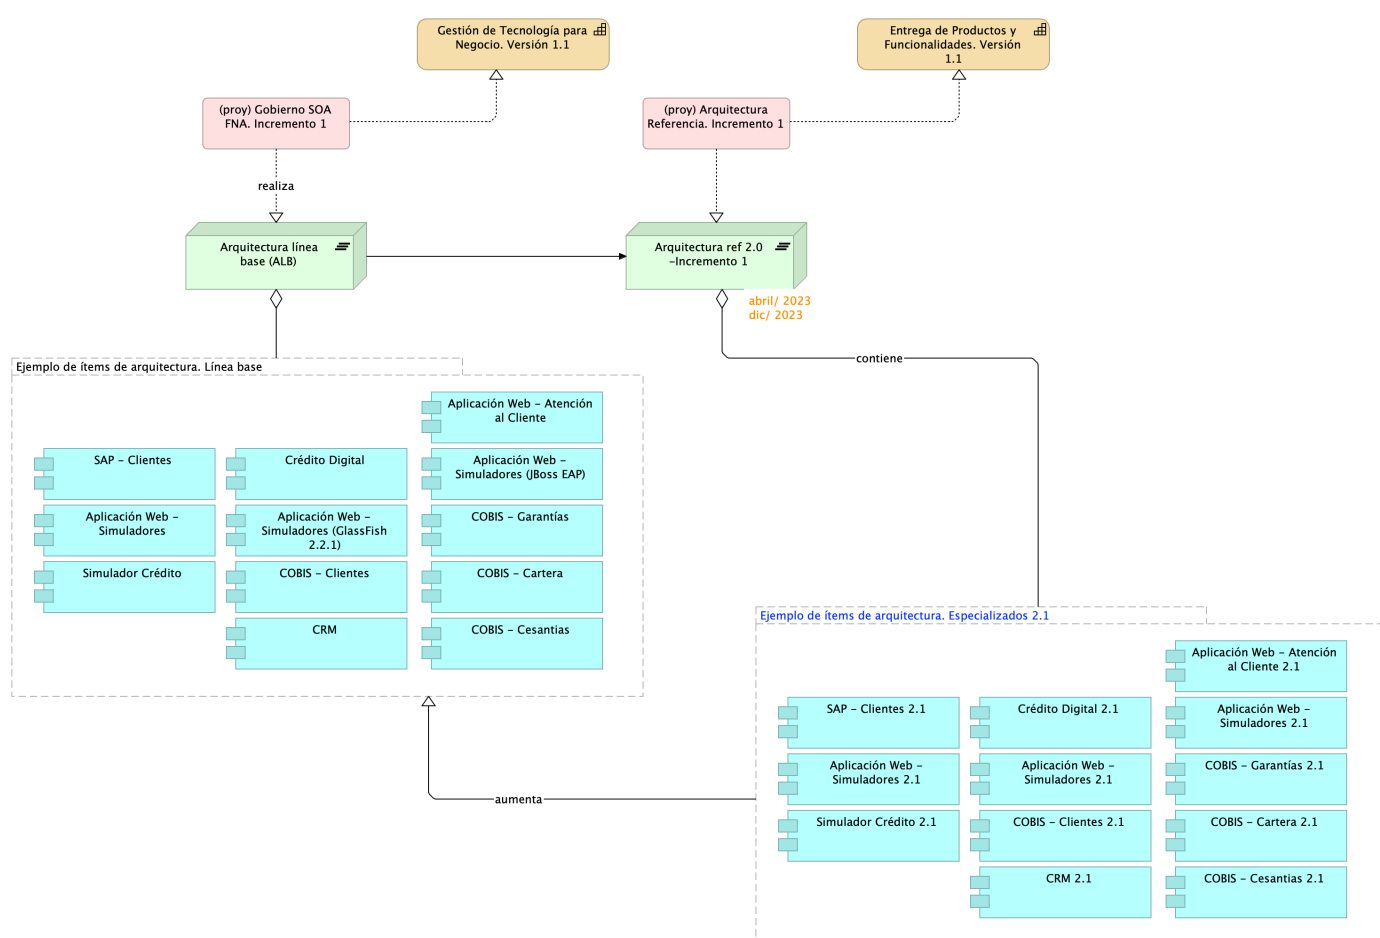 Gestión de Tecnología para
Negocio. Versión 1.1
Entrega de Productos y
Funcionalidades. Versión
1.1
(proy) Gobierno SOA
FNA. Incremento 1
(proy) Arquitectura
Referencia. Incremento 1
realiza
Arquitectura línea
base (ALB)
Arquitectura ref 2.0
-Incremento 1
abril/ 2023
dic/ 2023
contiene
Ejemplo de ítems de arquitectura. Línea base
Aplicación Web - Atención
al Cliente
SAP - Clientes
Crédito Digital
Aplicación Web -
Simuladores (JBoss EAP)
Aplicación Web -
Simuladores
Aplicación Web -
Simuladores (GlassFish
2.2.1)
COBIS - Garantías
Simulador Crédito
COBIS - Clientes
COBIS - Cartera
CRM
COBIS - Cesantias
Ejemplo de ítems de arquitectura. Especializados 2.1
Aplicación Web - Atención
al Cliente 2.1
SAP - Clientes 2.1
Crédito Digital 2.1
Aplicación Web -
Simuladores 2.1
Aplicación Web -
Simuladores 2.1
Aplicación Web -
Simuladores 2.1
COBIS - Garantías 2.1
aumenta
Simulador Crédito 2.1
COBIS - Clientes 2.1
COBIS - Cartera 2.1
CRM 2.1
COBIS - Cesantias 2.1